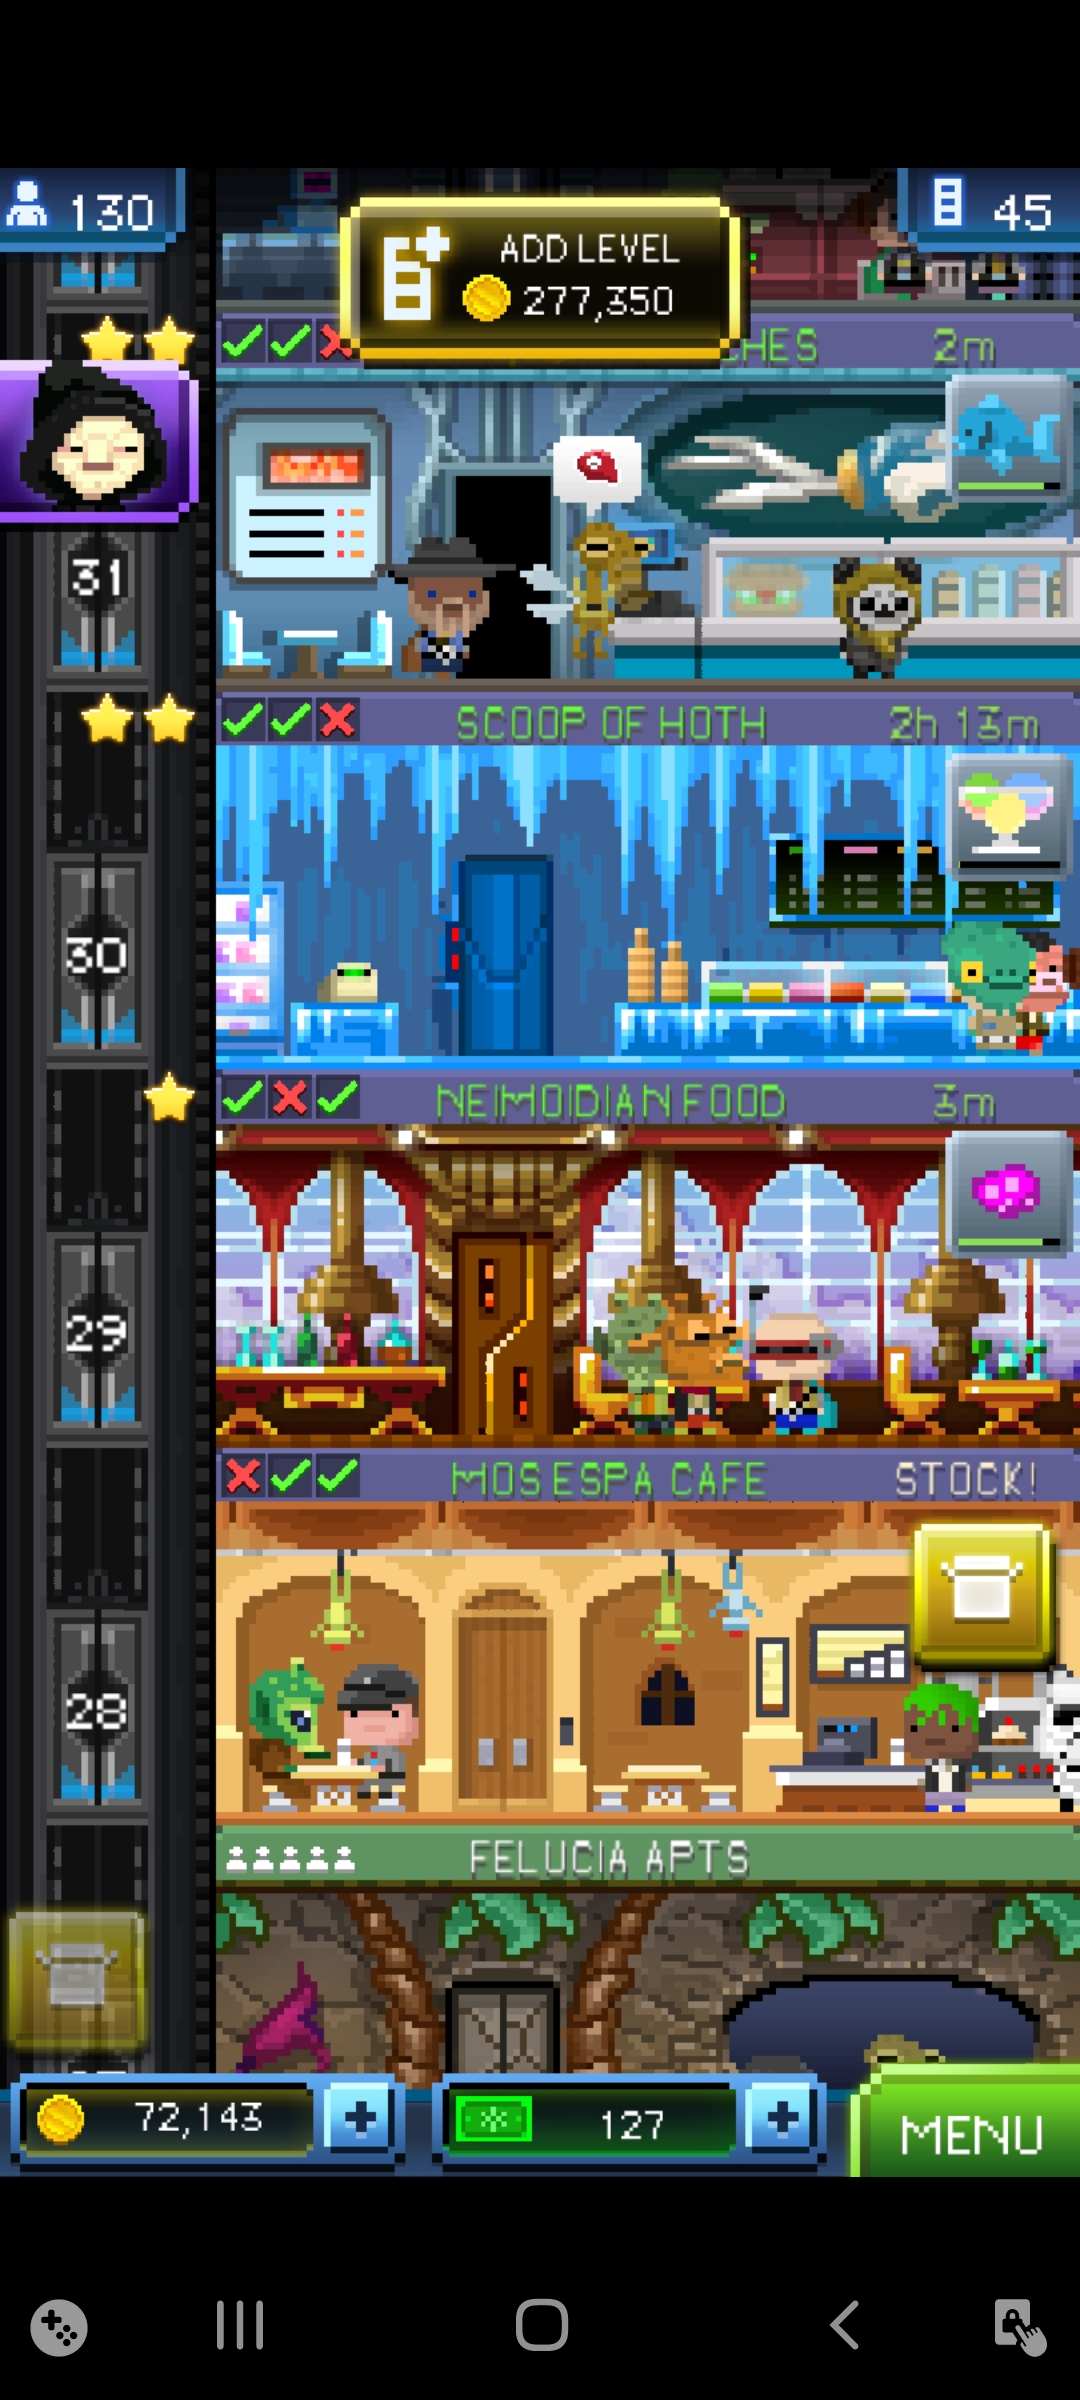 130
45
ADD LEVEL
277,350
CHES 2m
31
SCOOP OF HOTH 2h 13m
30
NEIMOIDIAN FOOD 3m
29
MOS ESPA CAFE STOCK!
28
FELUCIA APTS
72,143
127
MENU